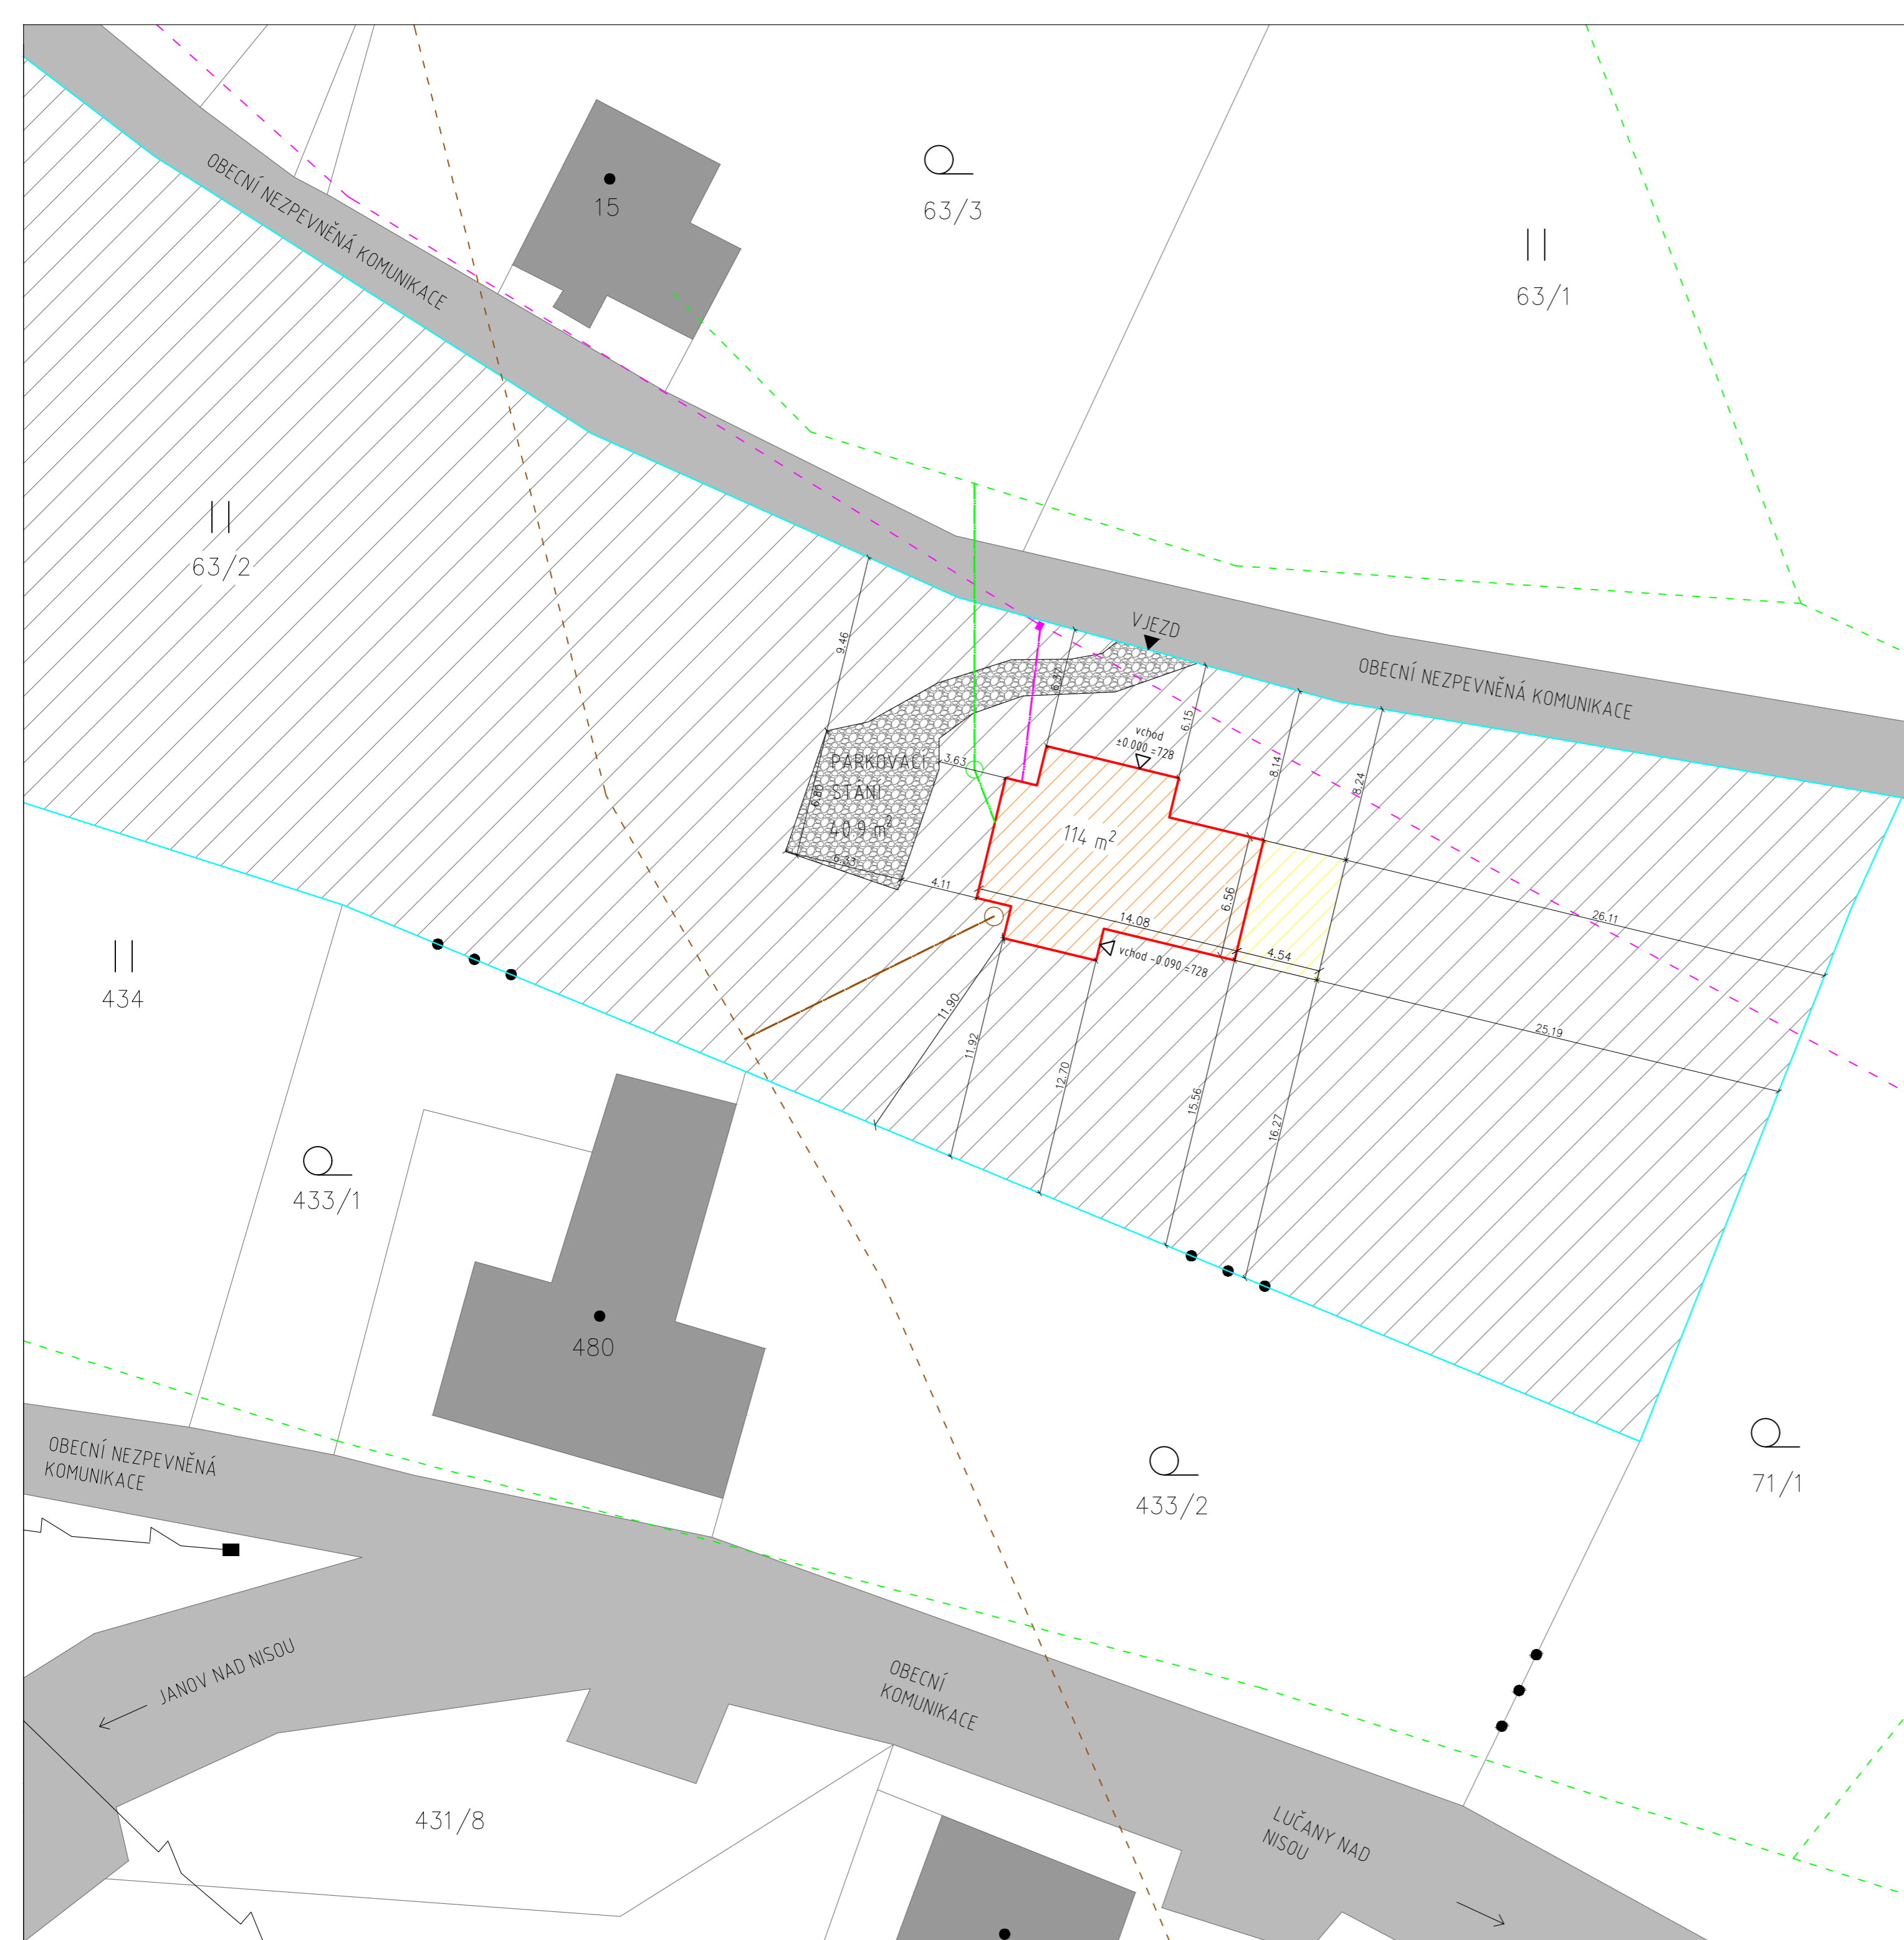 OBECNÍ NEZPEVNĚNÁ KOMUNIKACE
15
63/3
63/1
63/2
VJEZD
OBECNÍ NEZPEVNĚNÁ KOMUNIKACE
9.46
6.37
6.15
8.14
8.24
vchod
±0.000 =728
3.63
PARKOVACÍ
STÁNÍ
40.9 m²
6.80
6.33
4.11
114 m²
6.56
14.08
4.54
26.11
25.19
vchod -0.090 =728
11.90
11.92
12.70
15.56
16.27
434
433/1
480
433/2
71/1
OBECNÍ NEZPEVNĚNÁ
KOMUNIKACE
JANOV NAD NISOU
OBECNÍ
KOMUNIKACE
431/8
LUČANY NAD
NISOU